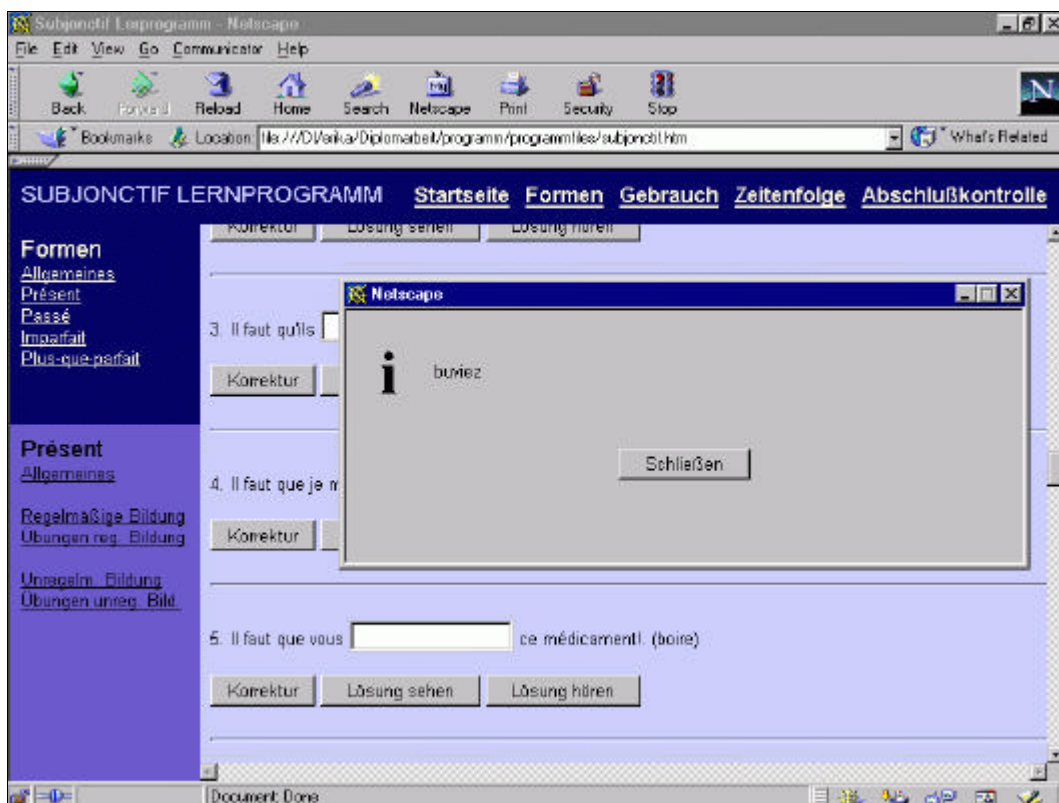 Subjonctif Lerprogramm - Netscape
File Edit View Go Communicator Help
Back Forward Reload Home Search Netscape Print Security Stop
N
Bookmarks Location: file:///D|/erika/Diplomarbeit/programm/programmfiles/subjonctif.htm What's Related
SUBJONCTIF LERNPROGRAMM Startseite Formen Gebrauch Zeitenfolge Abschlußkontrolle
Formen
Allgemeines
Présent
Passé
Imparfait
Plus-que-parfait
Présent
Allgemeines
Regelmäßige Bildung
Übungen reg. Bildung
Unregelm. Bildung
Übungen unreg. Bild.
Korrektur Lösung sehen Lösung hören
3. Il faut qu'ils
Korrektur
4. Il faut que je m
Korrektur
5. Il faut que vous ce médicament!. (boire)
Korrektur Lösung sehen Lösung hören
Netscape
buviez
Schließen
Document: Done